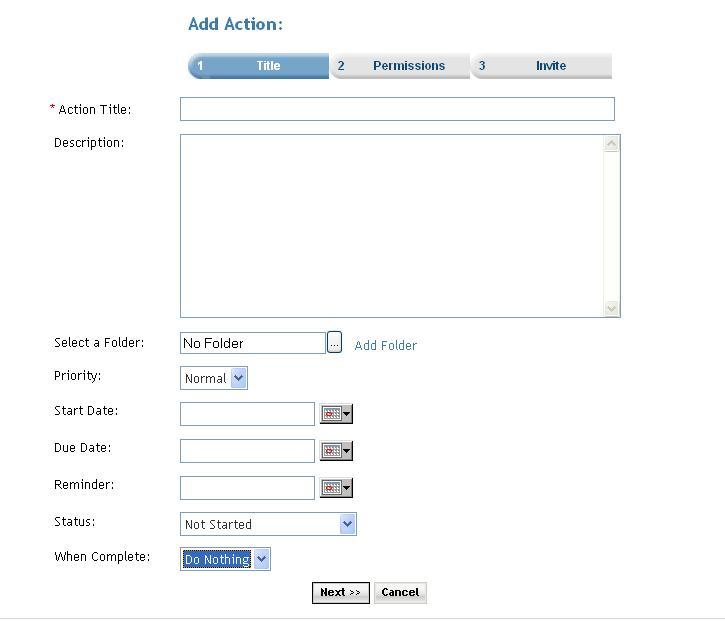 Add Action:
1 Title 2 Permissions 3 Invite
* Action Title:
Description:
Select a Folder: No Folder ... Add Folder
Priority: Normal
Start Date:
Due Date:
Reminder:
Status: Not Started
When Complete: Do Nothing
Next >> Cancel